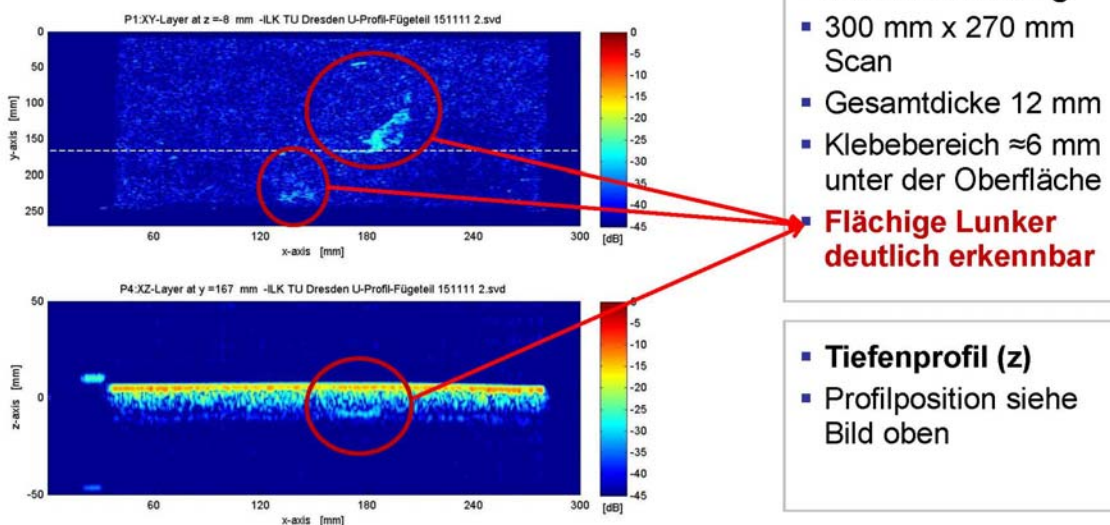 P1:XY-Layer at z =-8 mm -ILK TU Dresden U-Profil-Fügeteil 151111 2.svd
0
50
100
150
200
250
y-axis [mm]
60
120
180
240
300
x-axis [mm]
0
-5
-10
-15
-20
-25
-30
-35
-40
-45
[dB]
300 mm x 270 mm
Scan
Gesamtdicke 12 mm
Klebebereich ≈6 mm
unter der Oberfläche
Flächige Lunker
deutlich erkennbar
P4:XZ-Layer at y =167 mm -ILK TU Dresden U-Profil-Fügeteil 151111 2.svd
50
0
-50
z-axis [mm]
60
120
180
240
300
x-axis [mm]
-5
-10
-15
-20
-25
-30
-35
-40
-45
[dB]
Tiefenprofil (z)
Profilposition siehe
Bild oben